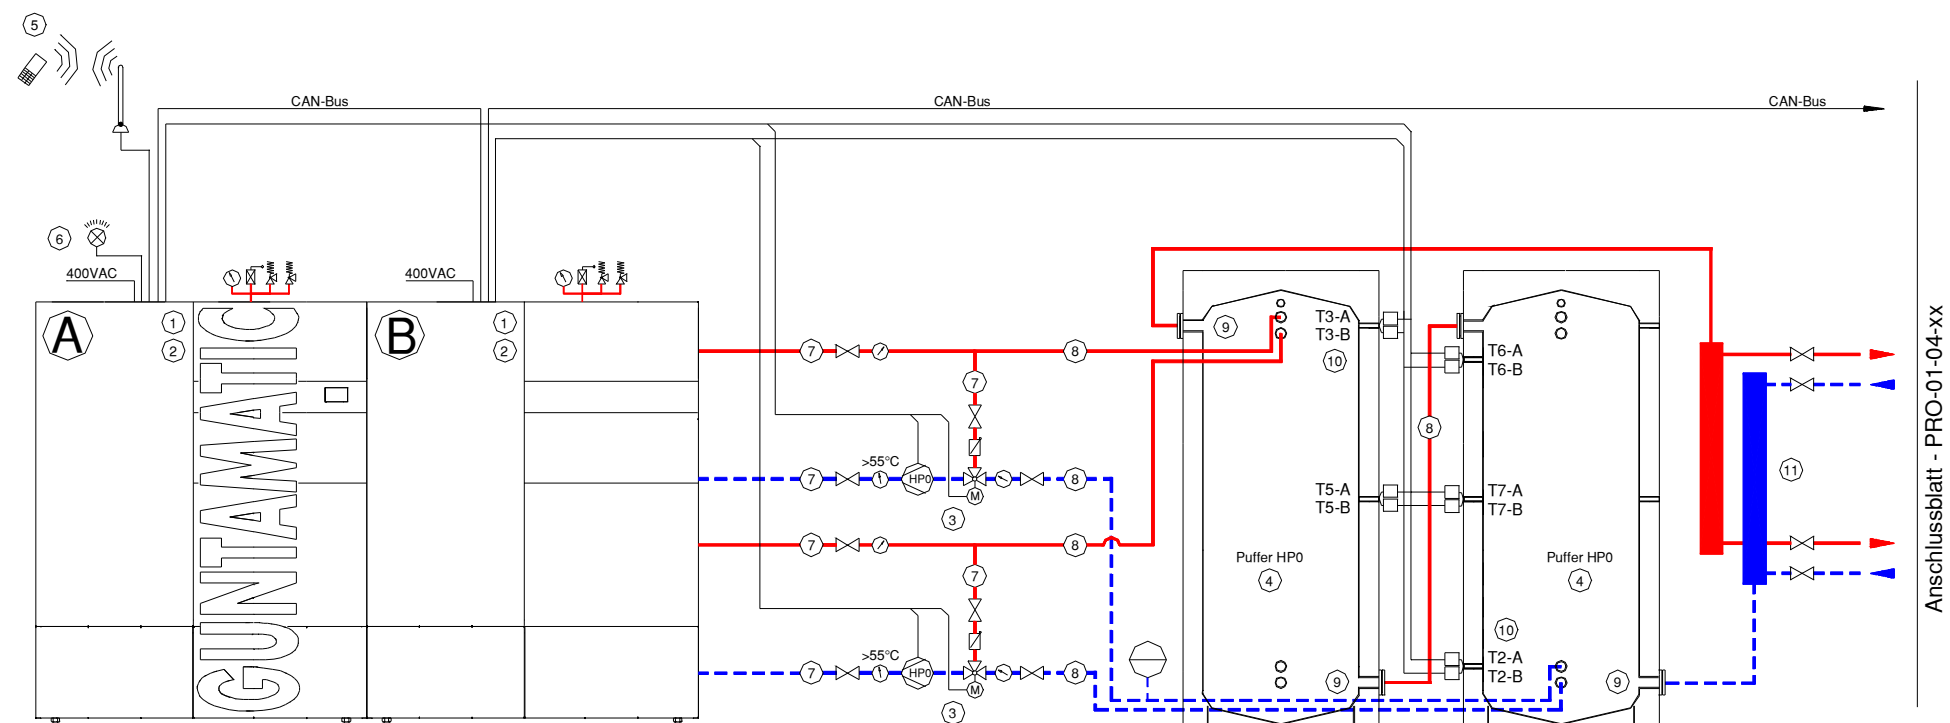 5
CAN-Bus
CAN-Bus
CAN-Bus
6
400VAC
400VAC
A
1
2
GUNTAMATIC
B
1
2
7
8
7
>55°C
7
HP0
M
8
3
7
8
7
>55°C
7
HP0
M
8
3
9
T3-A
T3-B
10
T5-A
T5-B
Puffer HP0
4
9
8
T6-A
T6-B
T7-A
T7-B
Puffer HP0
4
10
T2-A
T2-B
9
11
Anschlussblatt - PRO-01-04-xx